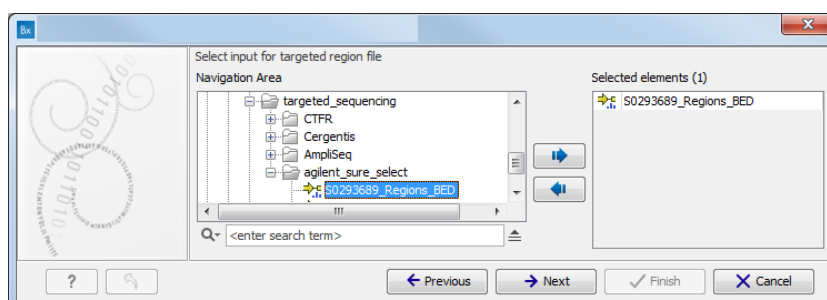 Bx
Select input for targeted region file
Navigation Area
Selected elements (1)
targeted_sequencing
CTFR
Cergentis
AmpliSeq
agilent_sure_select
S0293689_Regions_BED
S0293689_Regions_BED
<enter search term>
?
Previous
Next
Finish
Cancel